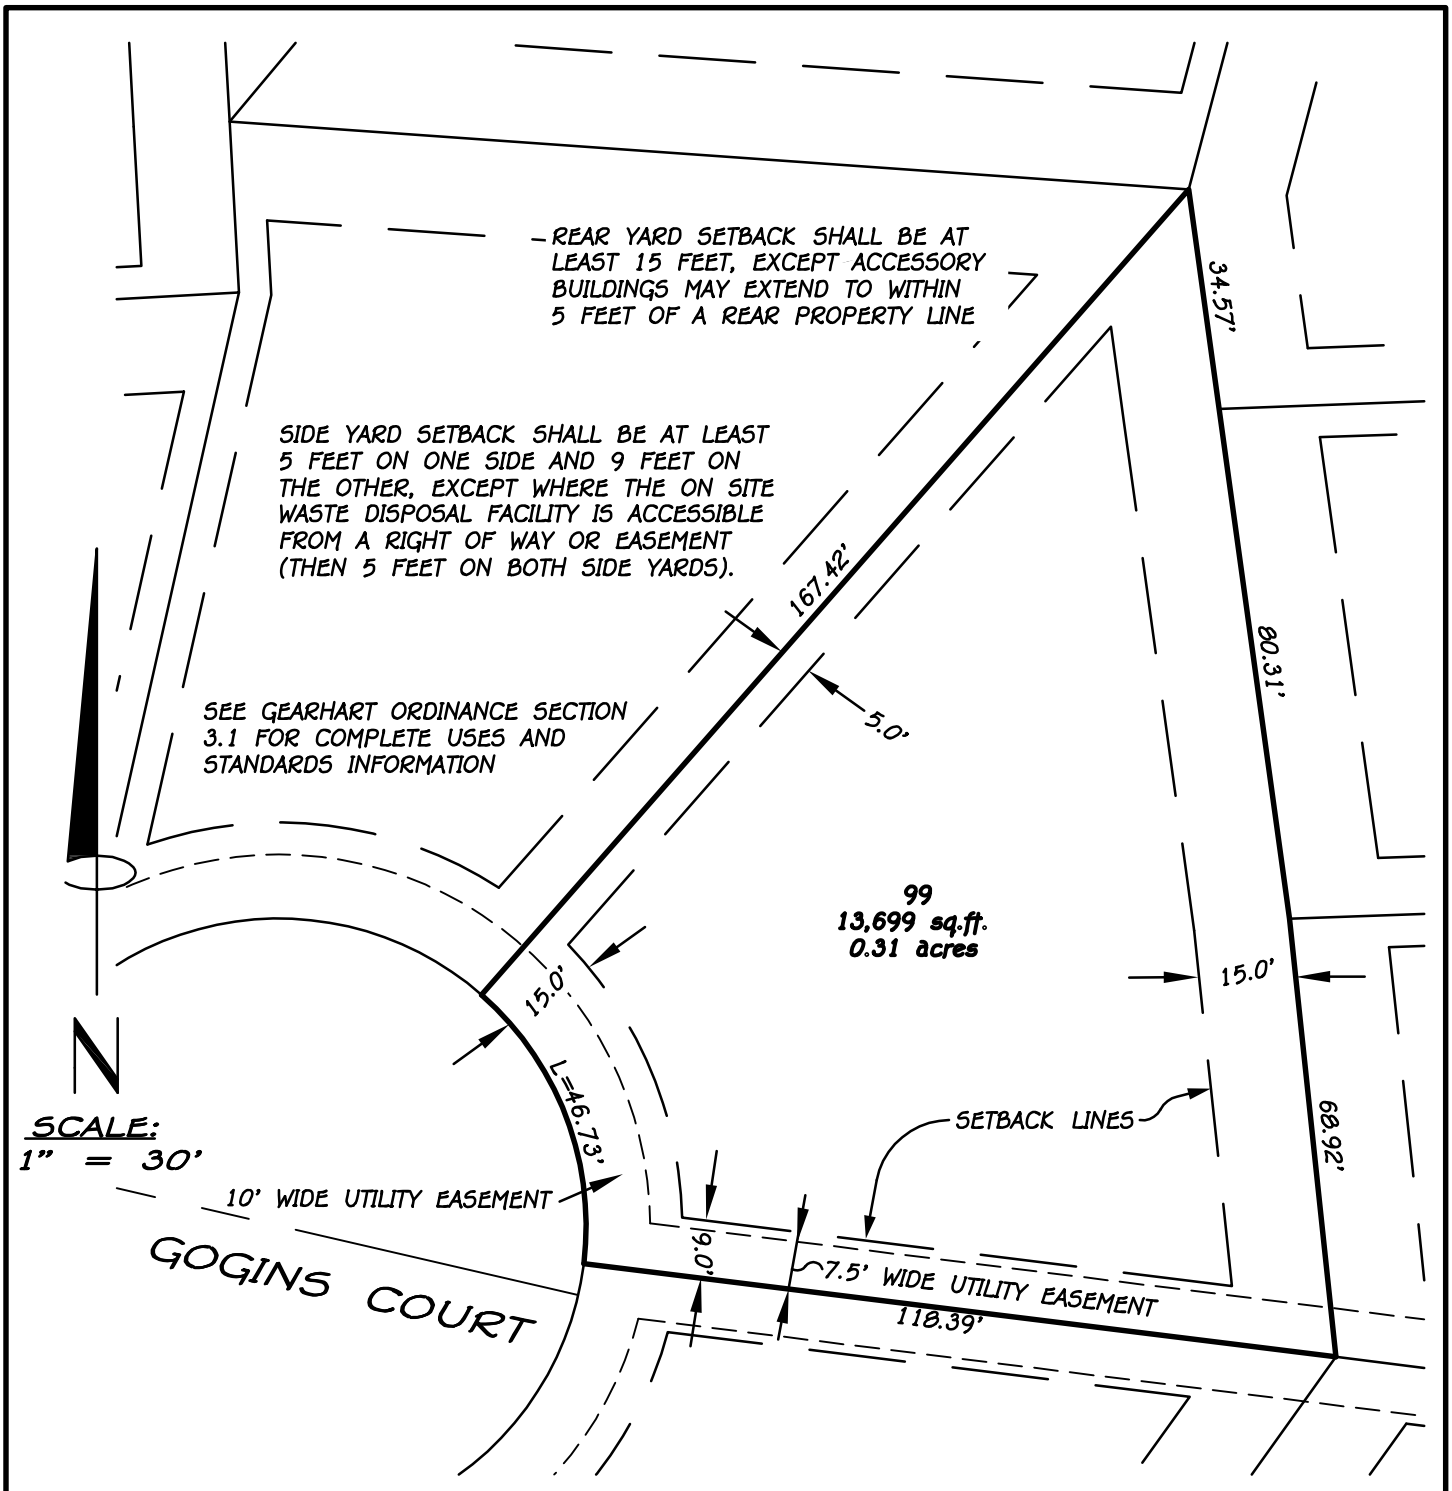 REAR YARD SETBACK SHALL BE AT
LEAST 15 FEET, EXCEPT ACCESSORY
BUILDINGS MAY EXTEND TO WITHIN
5 FEET OF A REAR PROPERTY LINE
34.57'
SIDE YARD SETBACK SHALL BE AT LEAST
5 FEET ON ONE SIDE AND 9 FEET ON
THE OTHER, EXCEPT WHERE THE ON SITE
WASTE DISPOSAL FACILITY IS ACCESSIBLE
FROM A RIGHT OF WAY OR EASEMENT
(THEN 5 FEET ON BOTH SIDE YARDS).
167.42'
80.31'
SEE GEARHART ORDINANCE SECTION
3.1 FOR COMPLETE USES AND
STANDARDS INFORMATION
5.0'
99
13,699 sq.ft.
0.31 acres
15.0'
15.0'
N
L=46.73'
SCALE:
1" = 30'
SETBACK LINES
68.92'
10' WIDE UTILITY EASEMENT
9.0'
7.5' WIDE UTILITY EASEMENT
118.39'
GOGINS COURT